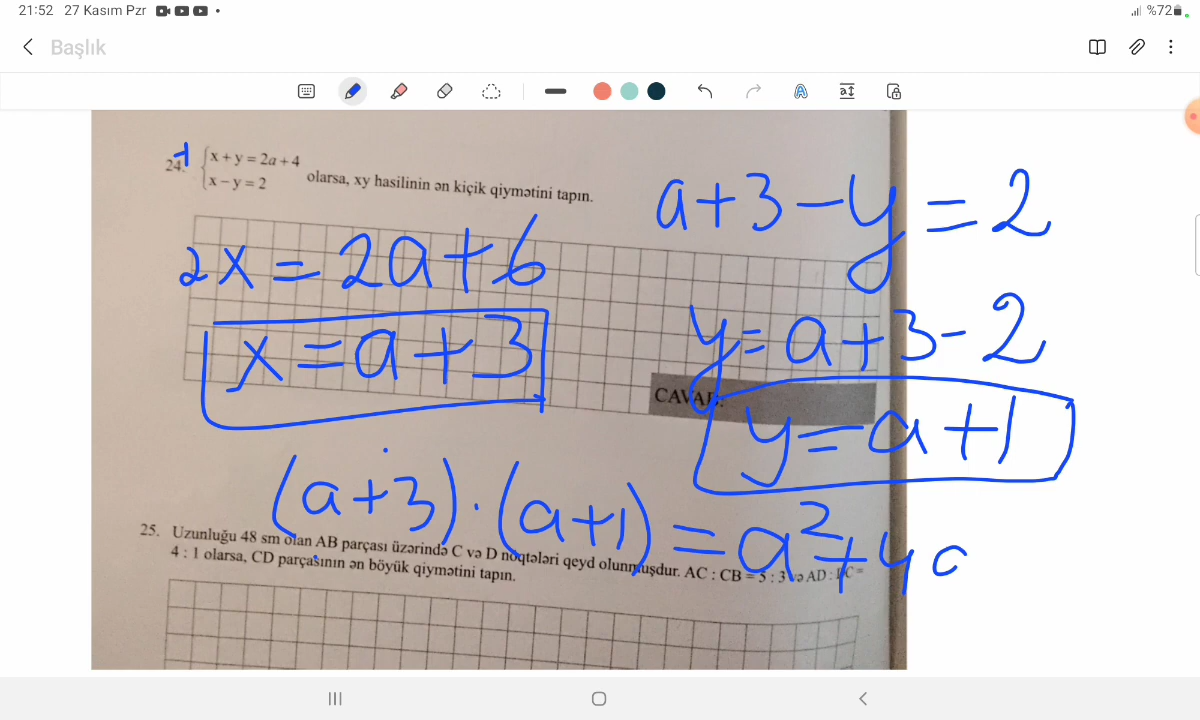 21:52 27 Kasım Pzr %72
Başlık
24. x + y = 2a + 4
x − y = 2
olarsa, xy hasilinin ən kiçik qiymətini tapın.
a+3−y=2
2x=2a+6
y=a+3-2
x=a+3
CAVAB:
y=a+1
(a+3)·(a+1)=a²+4a
25. Uzunluğu 48 sm olan AB parçası üzərində C və D nöqtələri qeyd olunmuşdur. AC : CB = 5 : 3 və AD : DC =
4 : 1 olarsa, CD parçasının ən böyük qiymətini tapın.